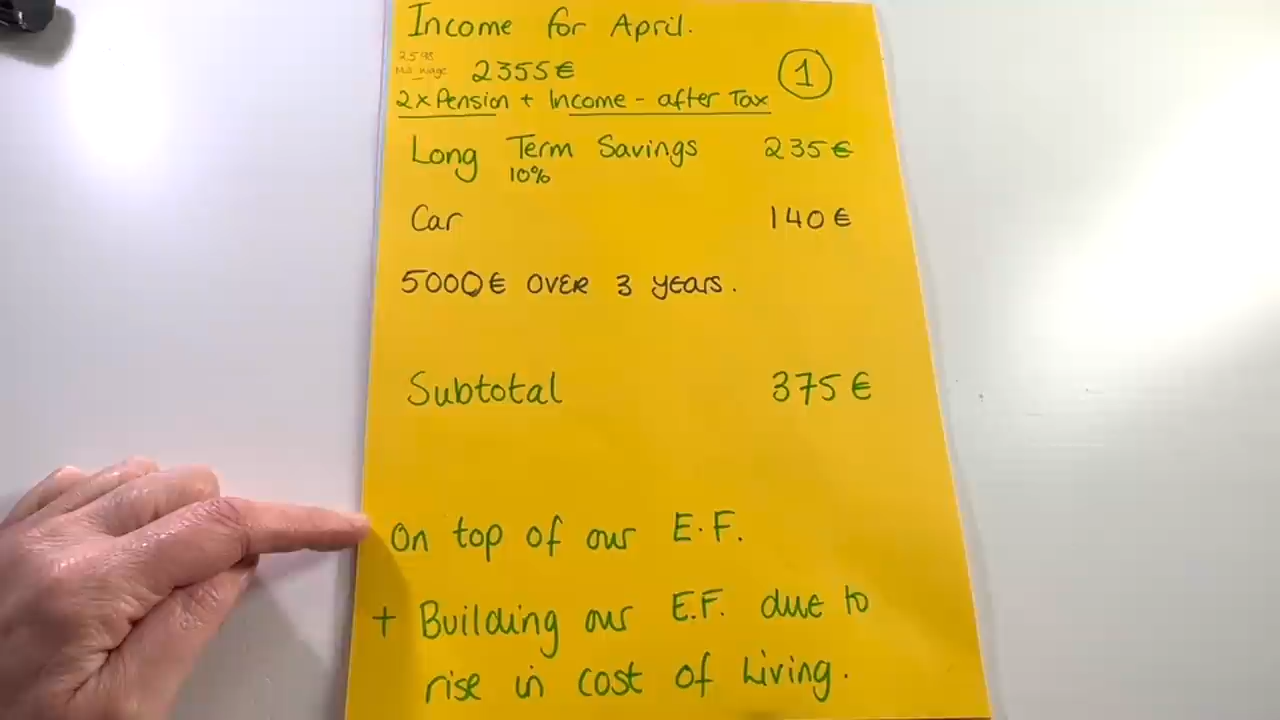 Income for April.
2355€
1
2x Pension + Income - after Tax
Long Term Savings 235€
10%
Car 140€
5000€ OVER 3 years.
Subtotal 375€
On top of our E.F.
+ Building our E.F. due to
rise in cost of Living.